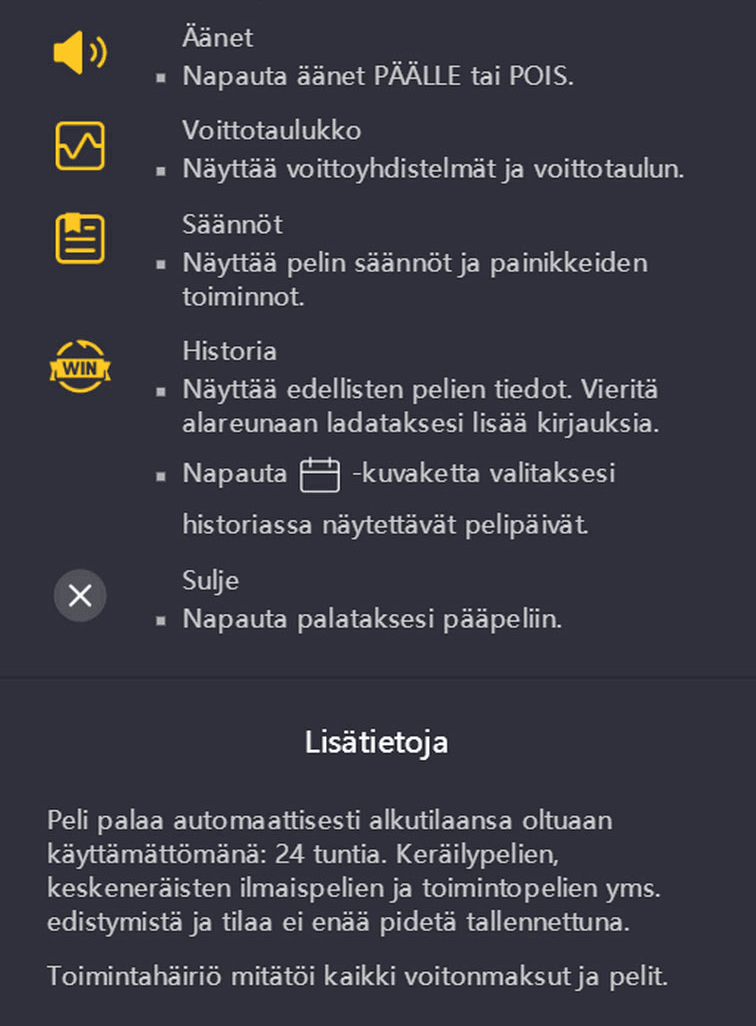 Äänet
▪ Napauta äänet PÄÄLLE tai POIS.
Voittotaulukko
▪ Näyttää voittoyhdistelmät ja voittotaulun.
Säännöt
▪ Näyttää pelin säännöt ja painikkeiden
toiminnot.
WIN
Historia
▪ Näyttää edellisten pelien tiedot. Vieritä
alareunaan ladataksesi lisää kirjauksia.
▪ Napauta -kuvaketta valitaksesi
historiassa näytettävät pelipäivät.
Sulje
▪ Napauta palataksesi pääpeliin.
Lisätietoja
Peli palaa automaattisesti alkutilaansa oltuaan
käyttämättömänä: 24 tuntia. Keräilypelien,
keskeneräisten ilmaispelien ja toimintopelien yms.
edistymistä ja tilaa ei enää pidetä tallennettuna.
Toimintahäiriö mitätöi kaikki voitonmaksut ja pelit.